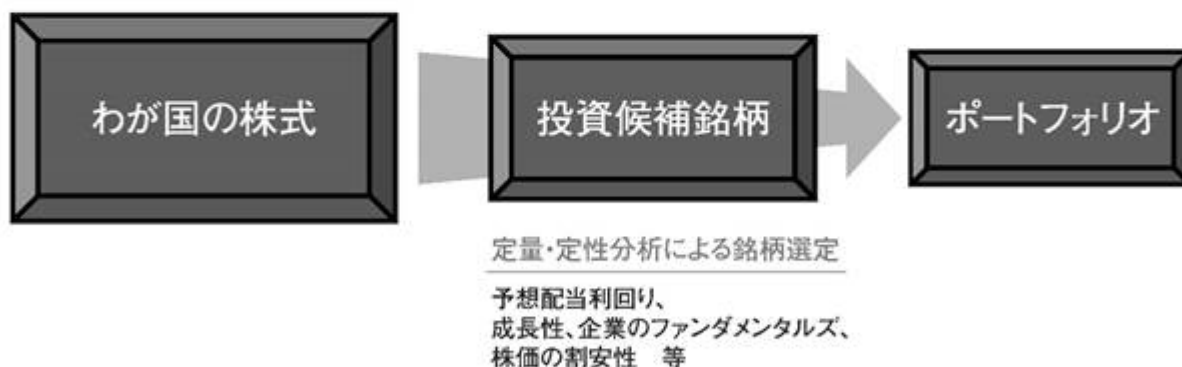 わが国の株式
投資候補銘柄
ポートフォリオ
定量・定性分析による銘柄選定
予想配当利回り、
成長性、企業のファンダメンタルズ、
株価の割安性　等